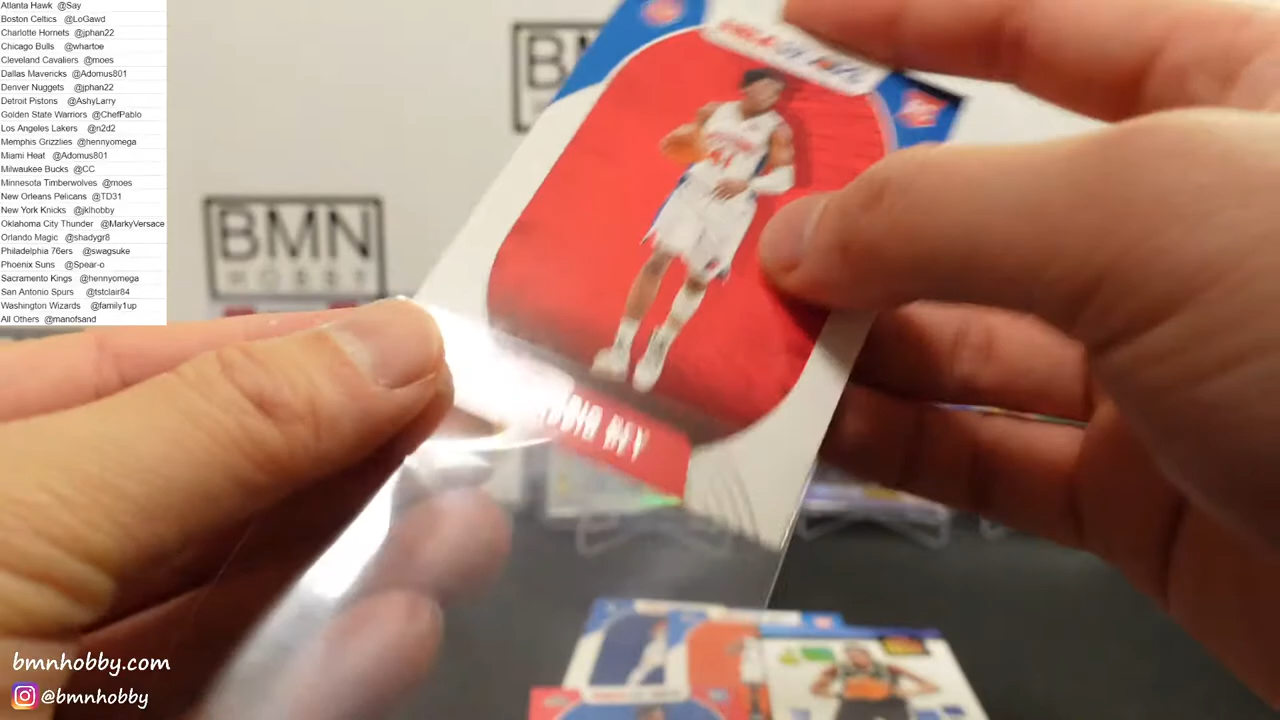 Atlanta Hawk @Say
Boston Celtics @LoGawd
Charlotte Hornets @jphan22
Chicago Bulls @whartoe
Cleveland Cavaliers @moes
Dallas Mavericks @Adomus801
Denver Nuggets @jphan22
Detroit Pistons @AshyLarry
Golden State Warriors @ChefPablo
Los Angeles Lakers @n2d2
Memphis Grizzlies @hennyomega
Miami Heat @Adomus801
Milwaukee Bucks @CC
Minnesota Timberwolves @moes
New Orleans Pelicans @TD31
New York Knicks @jklhobby
Oklahoma City Thunder @MarkyVersace
Orlando Magic @shadygr8
Philadelphia 76ers @swagsuke
Phoenix Suns @Spear-o
Sacramento Kings @hennyomega
San Antonio Spurs @tstclair84
Washington Wizards @family1up
All Others @manofsand
BMN
HOBBY
bmnhobby.com
@bmnhobby